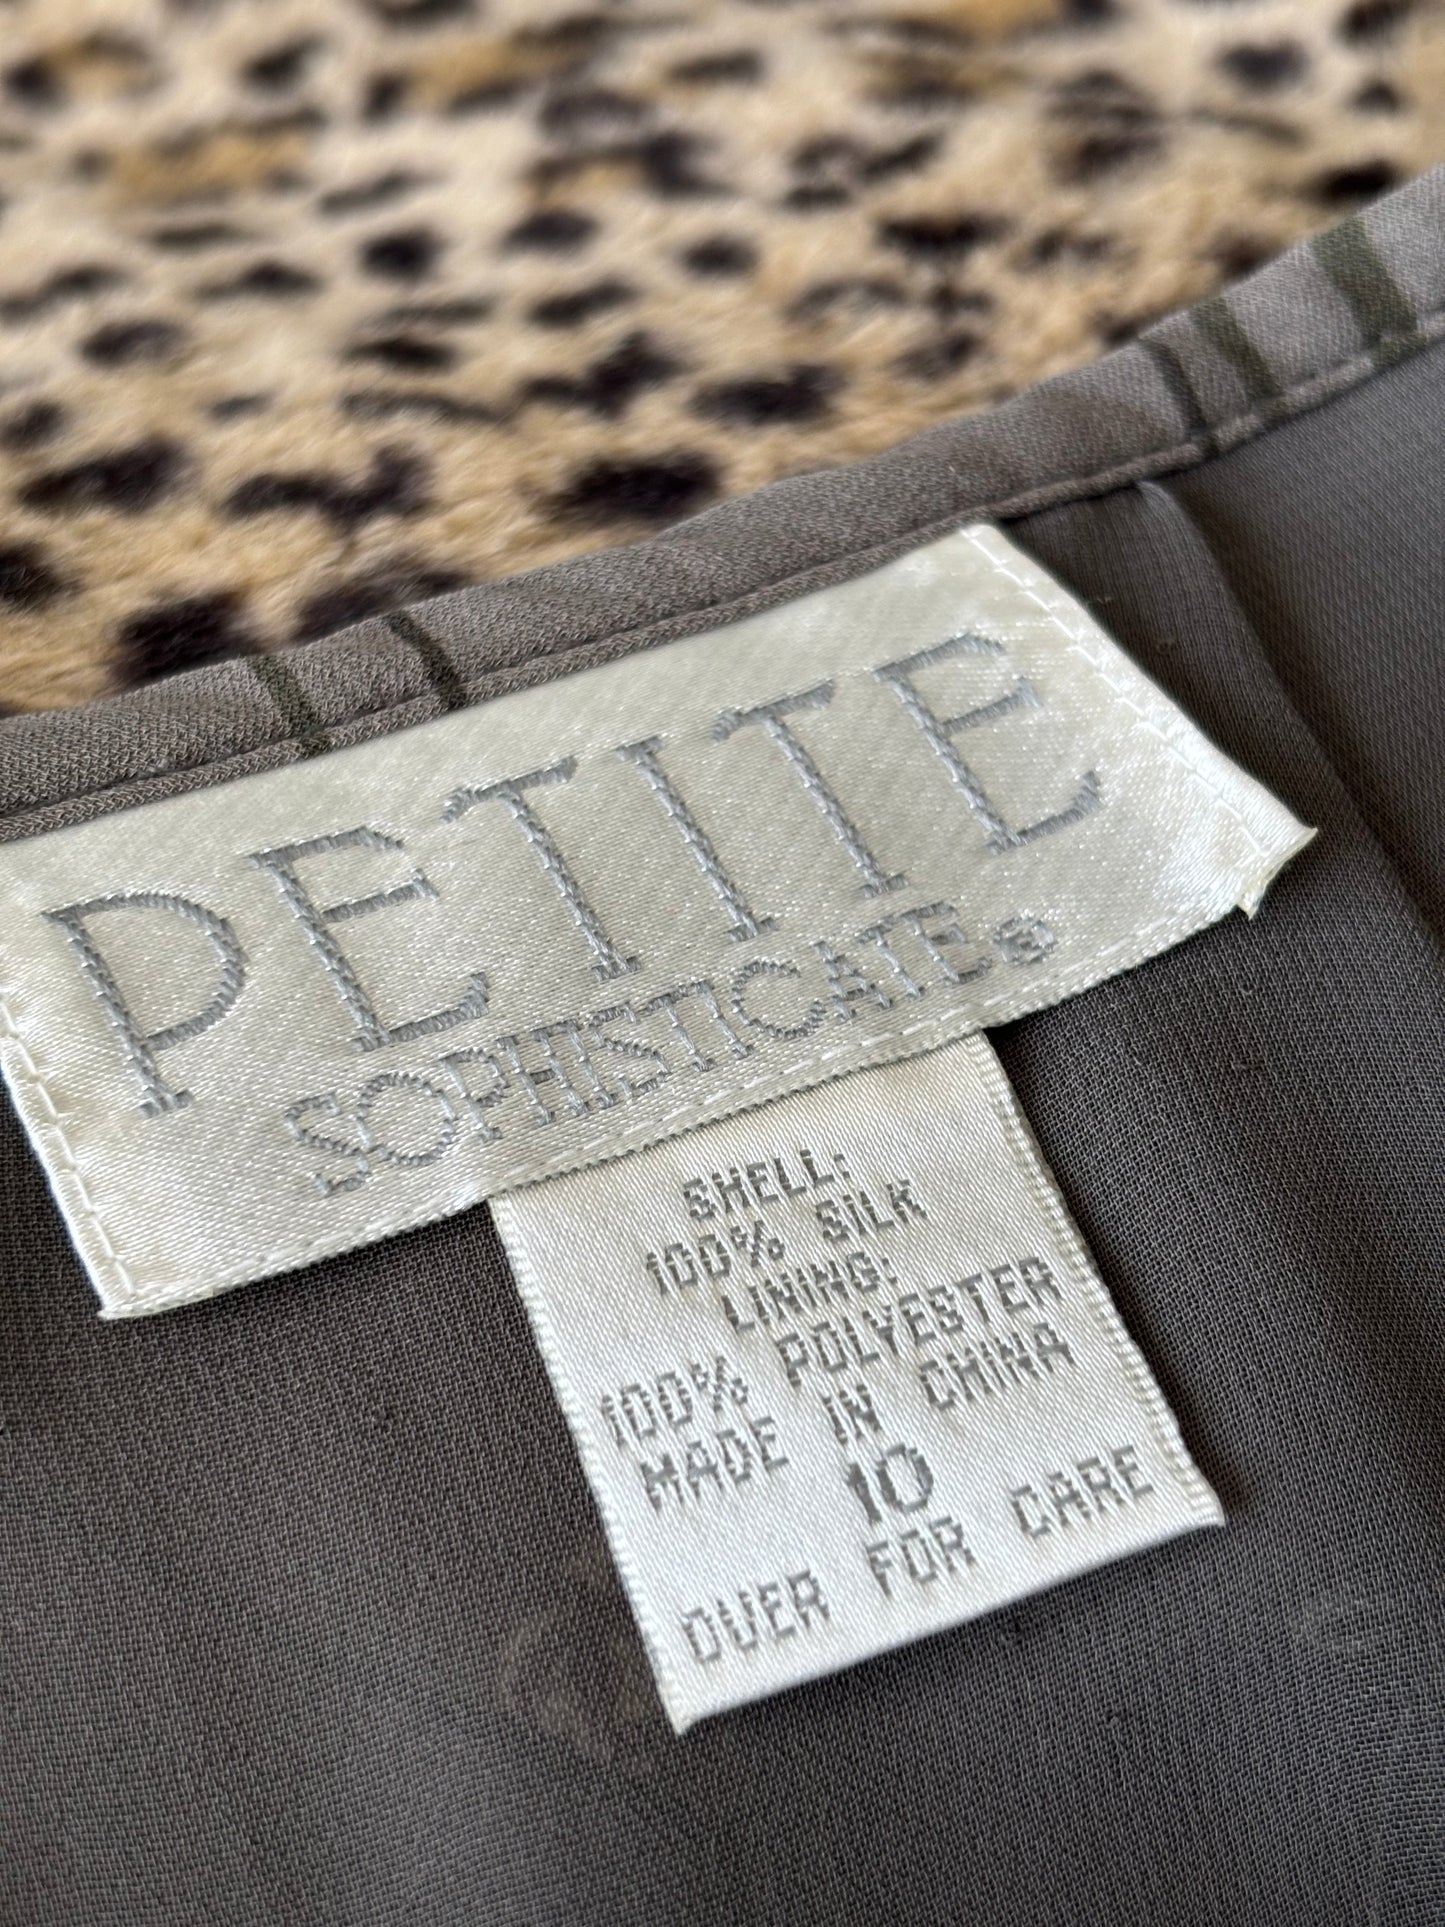 PETITE
SOPHISTICATE®
SHELL:
100% SILK
LINING:
100% POLYESTER
MADE IN CHINA
10
OVER FOR CARE